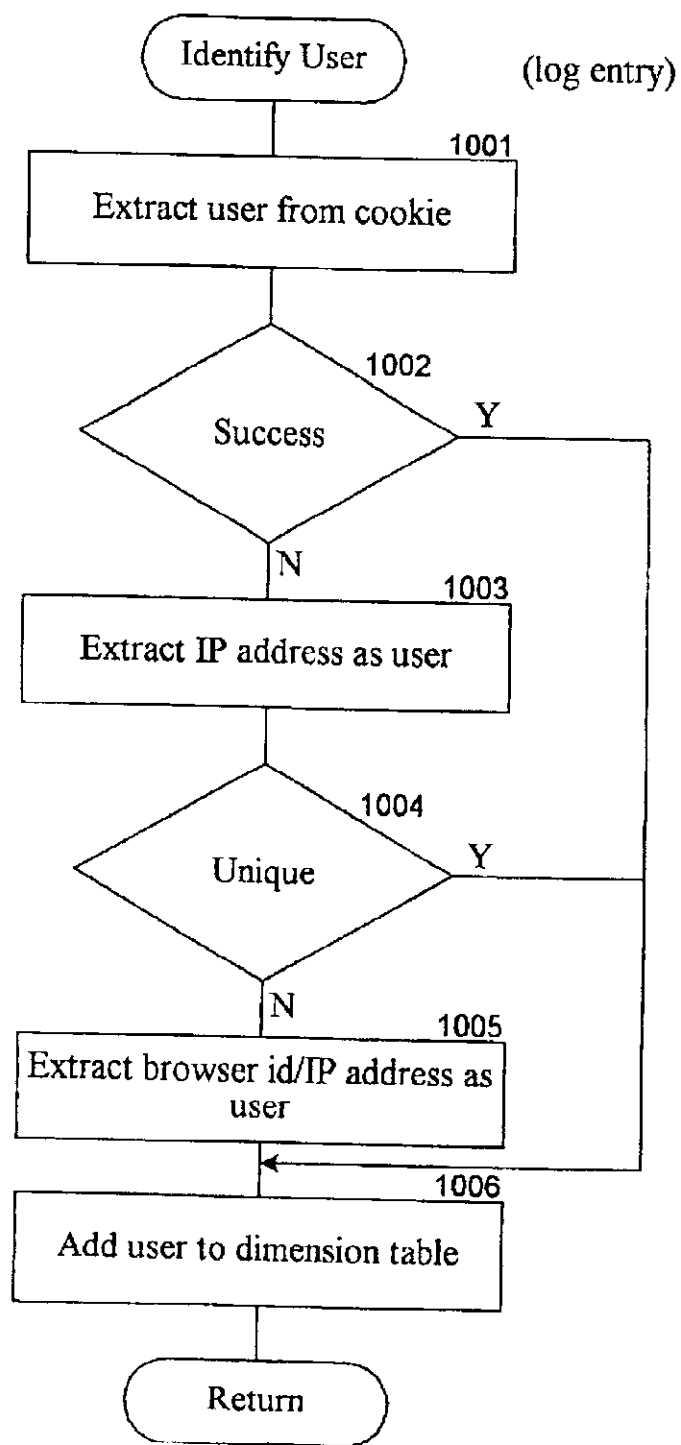 Identify User
(log entry)
1001
Extract user from cookie
1002
Success
Y
N
1003
Extract IP address as user
1004
Unique
Y
N
1005
Extract browser id/IP address as
user
1006
Add user to dimension table
Return